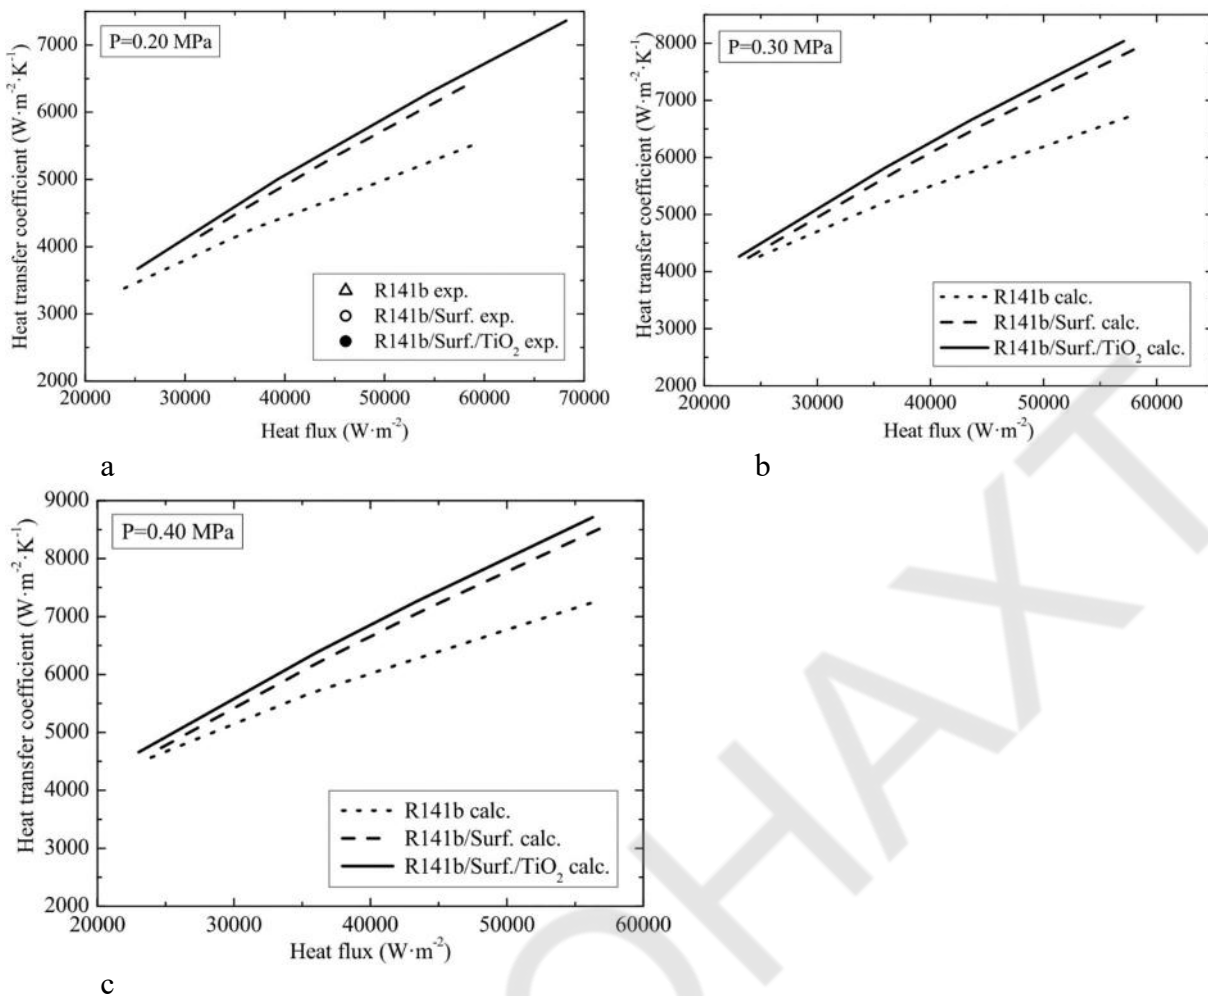 P=0.20 MPa
Heat transfer coefficient (W·m⁻²·K⁻¹)
7000
6000
5000
4000
3000
2000
R141b exp.
R141b/Surf. exp.
R141b/Surf./TiO₂ exp.
20000 30000 40000 50000 60000 70000
Heat flux (W·m⁻²)
a
P=0.30 MPa
Heat transfer coefficient (W·m⁻²·K⁻¹)
8000
7000
6000
5000
4000
3000
2000
R141b calc.
R141b/Surf. calc.
R141b/Surf./TiO₂ calc.
20000 30000 40000 50000 60000
Heat flux (W·m⁻²)
b
P=0.40 MPa
Heat transfer coefficient (W·m⁻²·K⁻¹)
9000
8000
7000
6000
5000
4000
3000
2000
R141b calc.
R141b/Surf. calc.
R141b/Surf./TiO₂ calc.
20000 30000 40000 50000 60000
Heat flux (W·m⁻²)
c
ОНАХТ